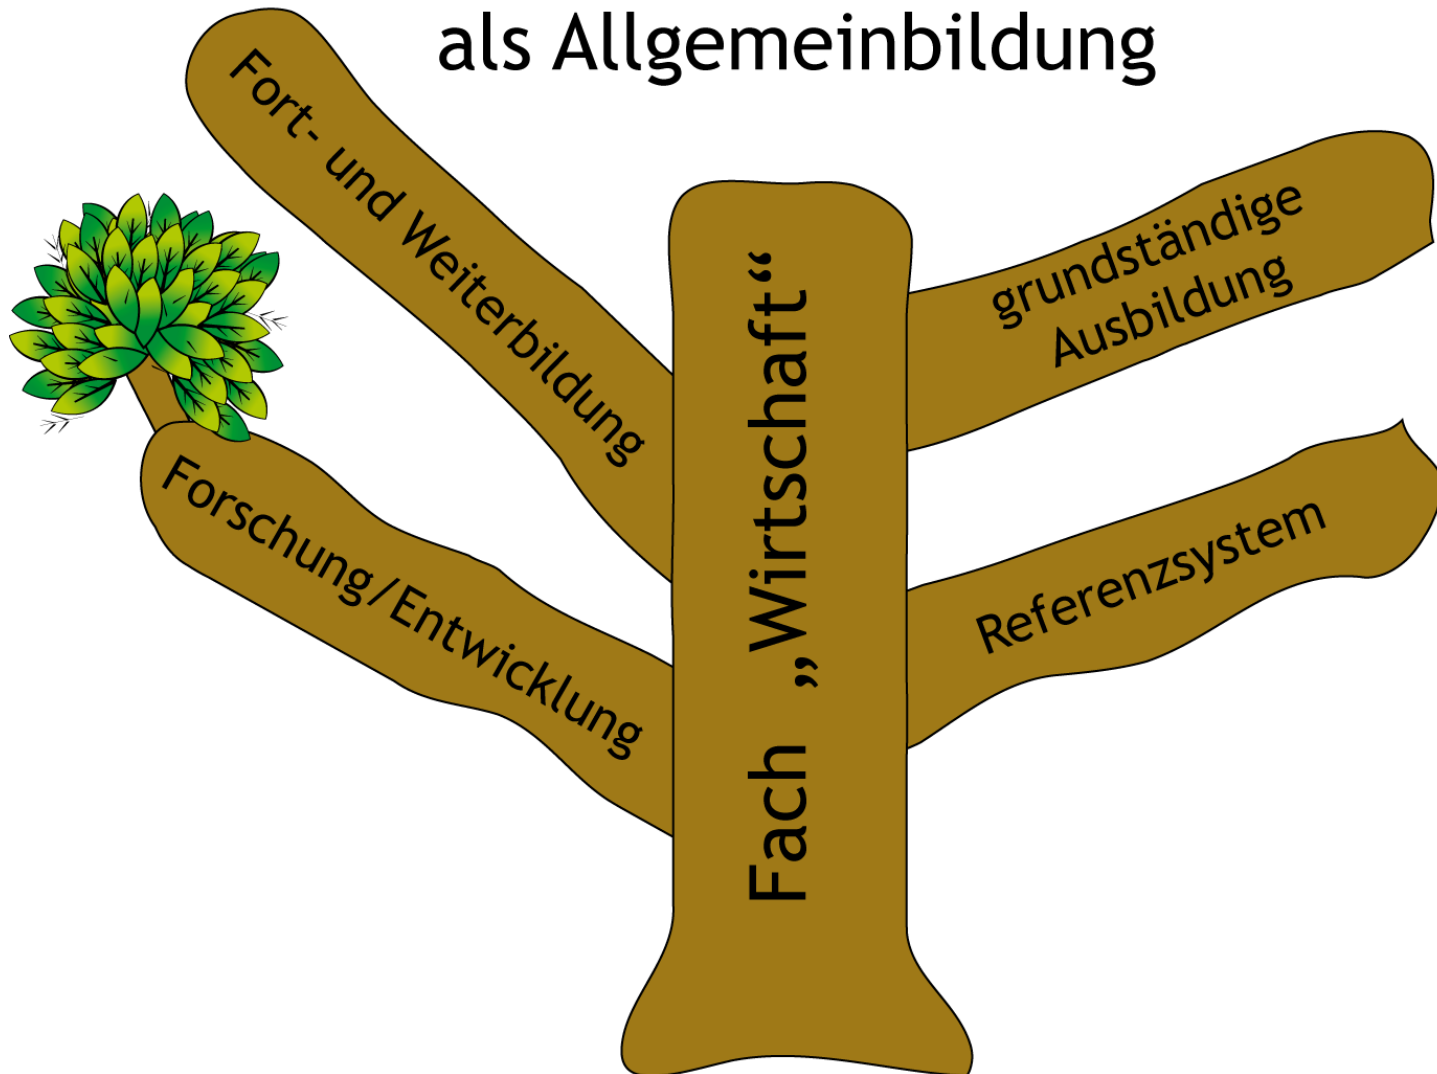 als Allgemeinbildung
Fort- und Weiterbildung
grundständige
Ausbildung
Forschung/Entwicklung
Referenzsystem
Fach „Wirtschaft“